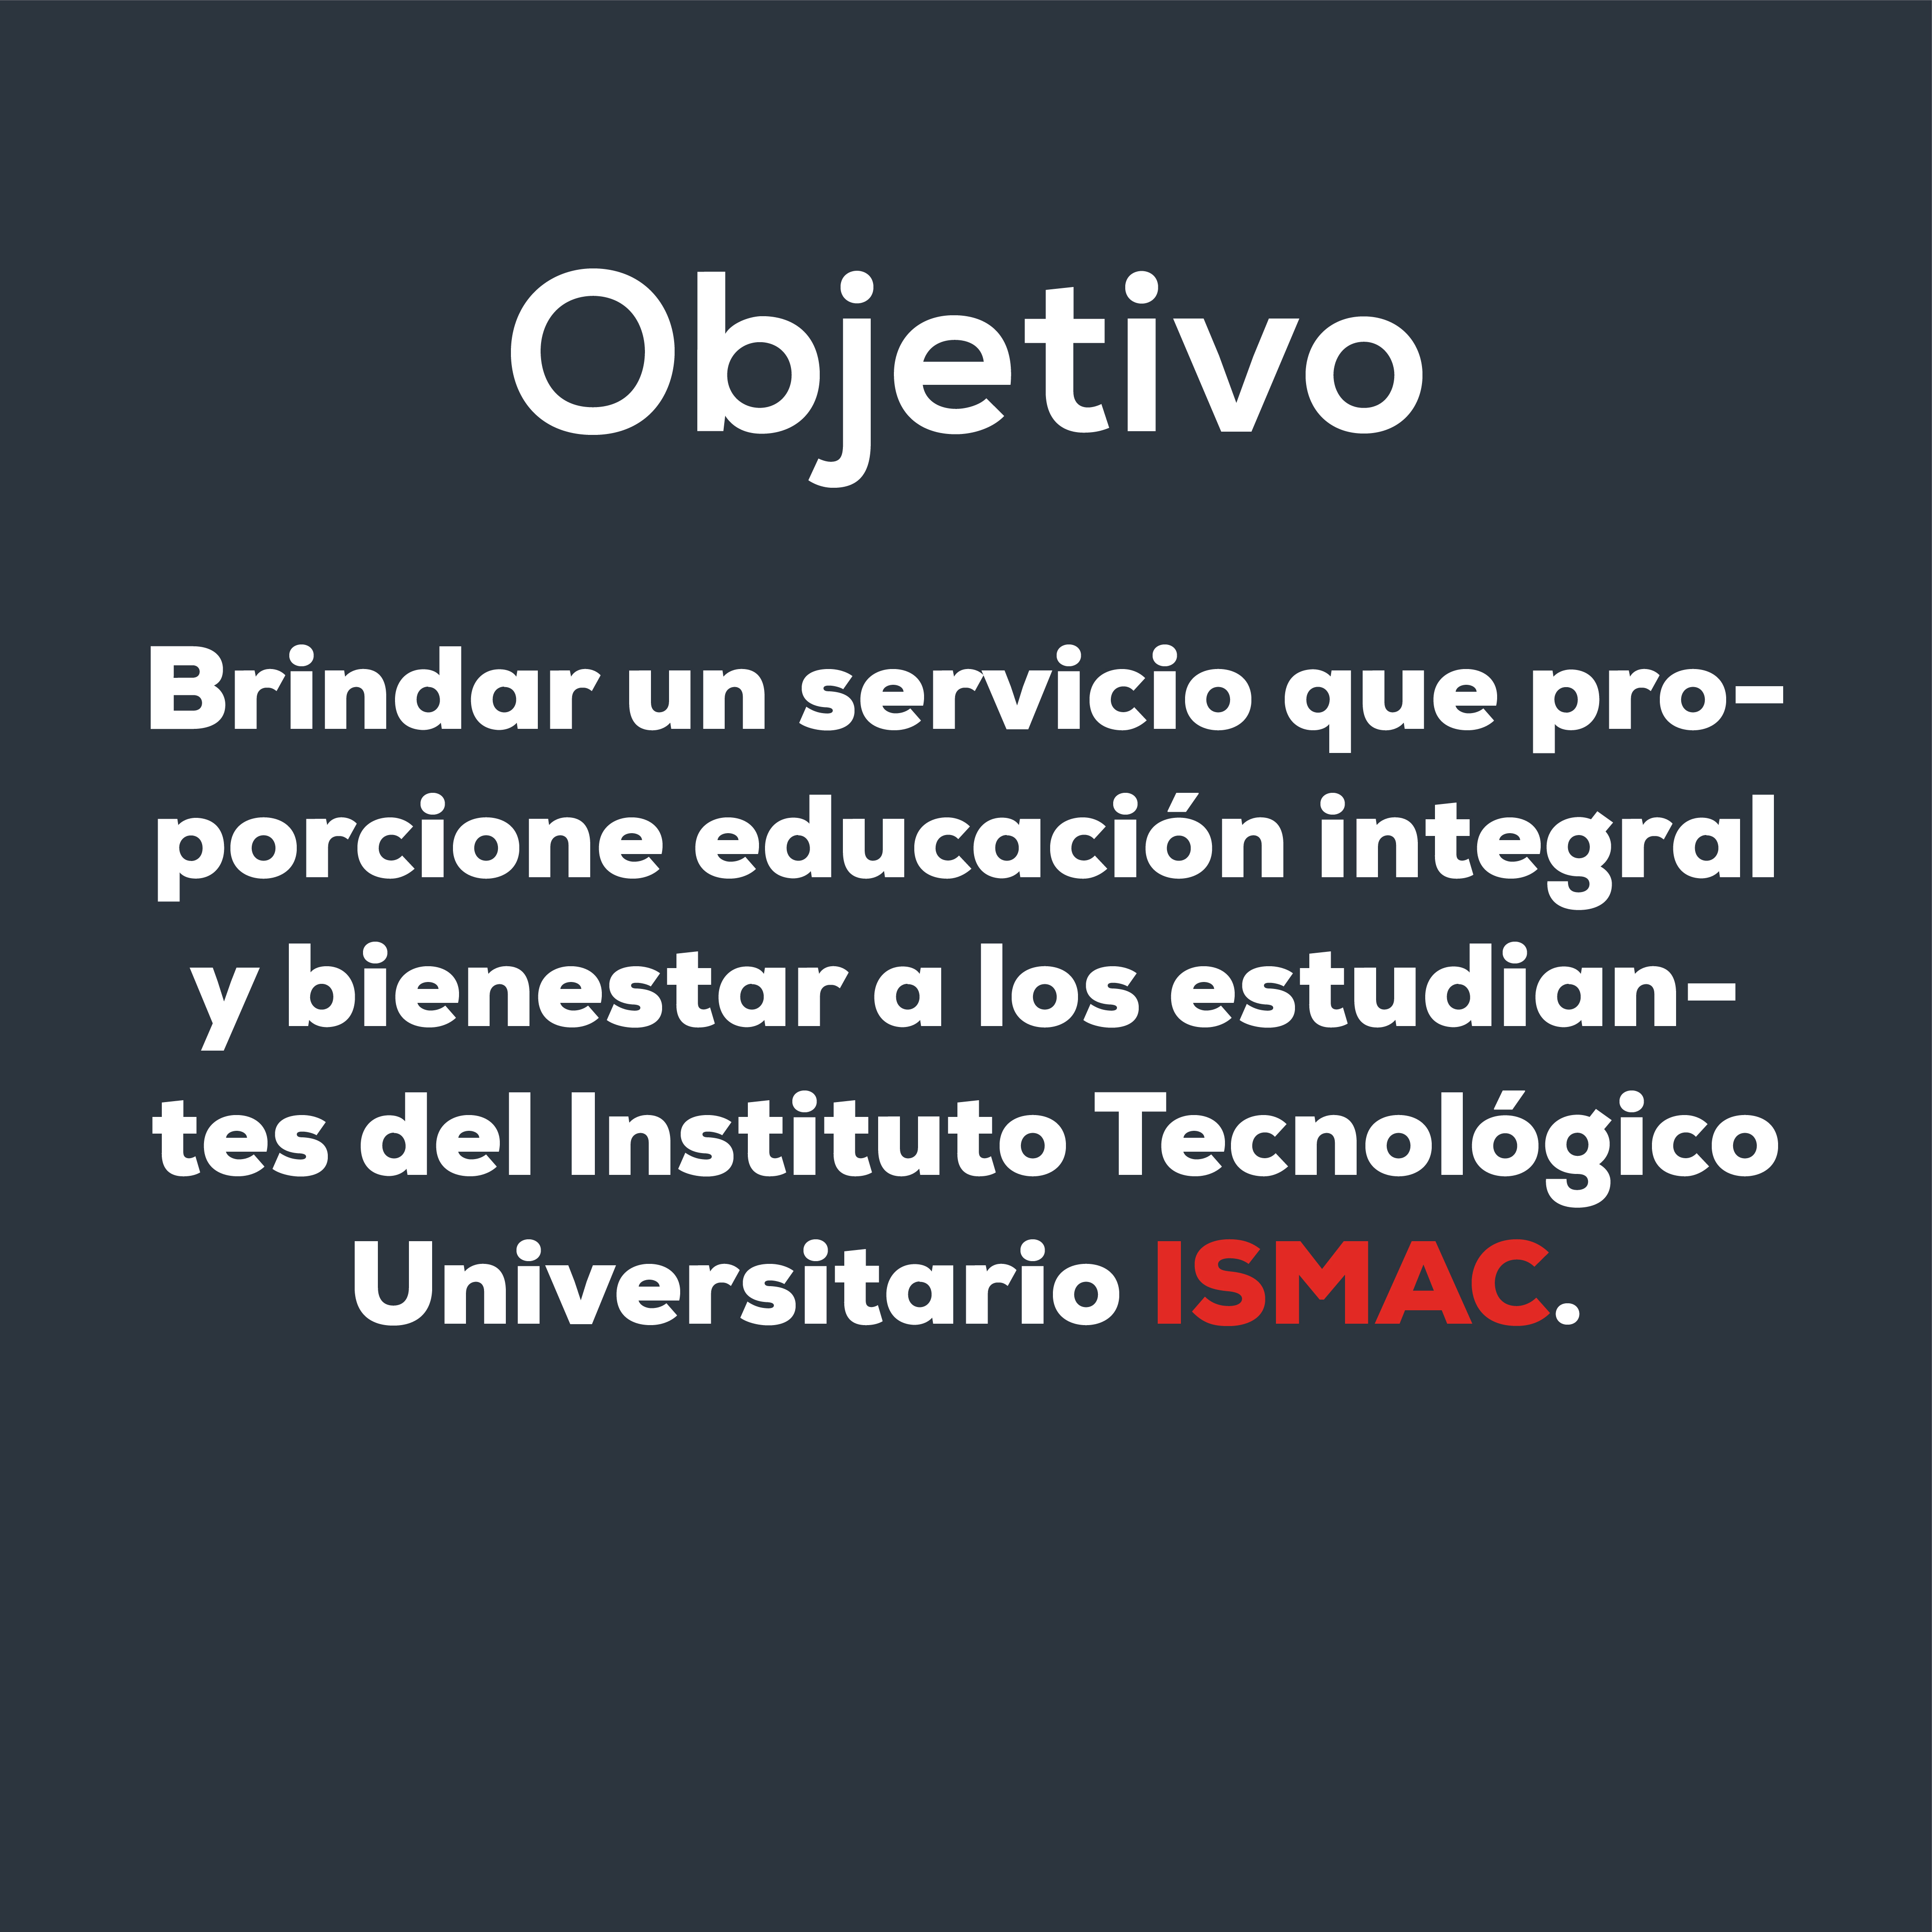 Objetivo
Brindar un servicio que pro-
porcione educación integral
y bienestar a los estudian-
tes del Instituto Tecnológico
Universitario ISMAC.